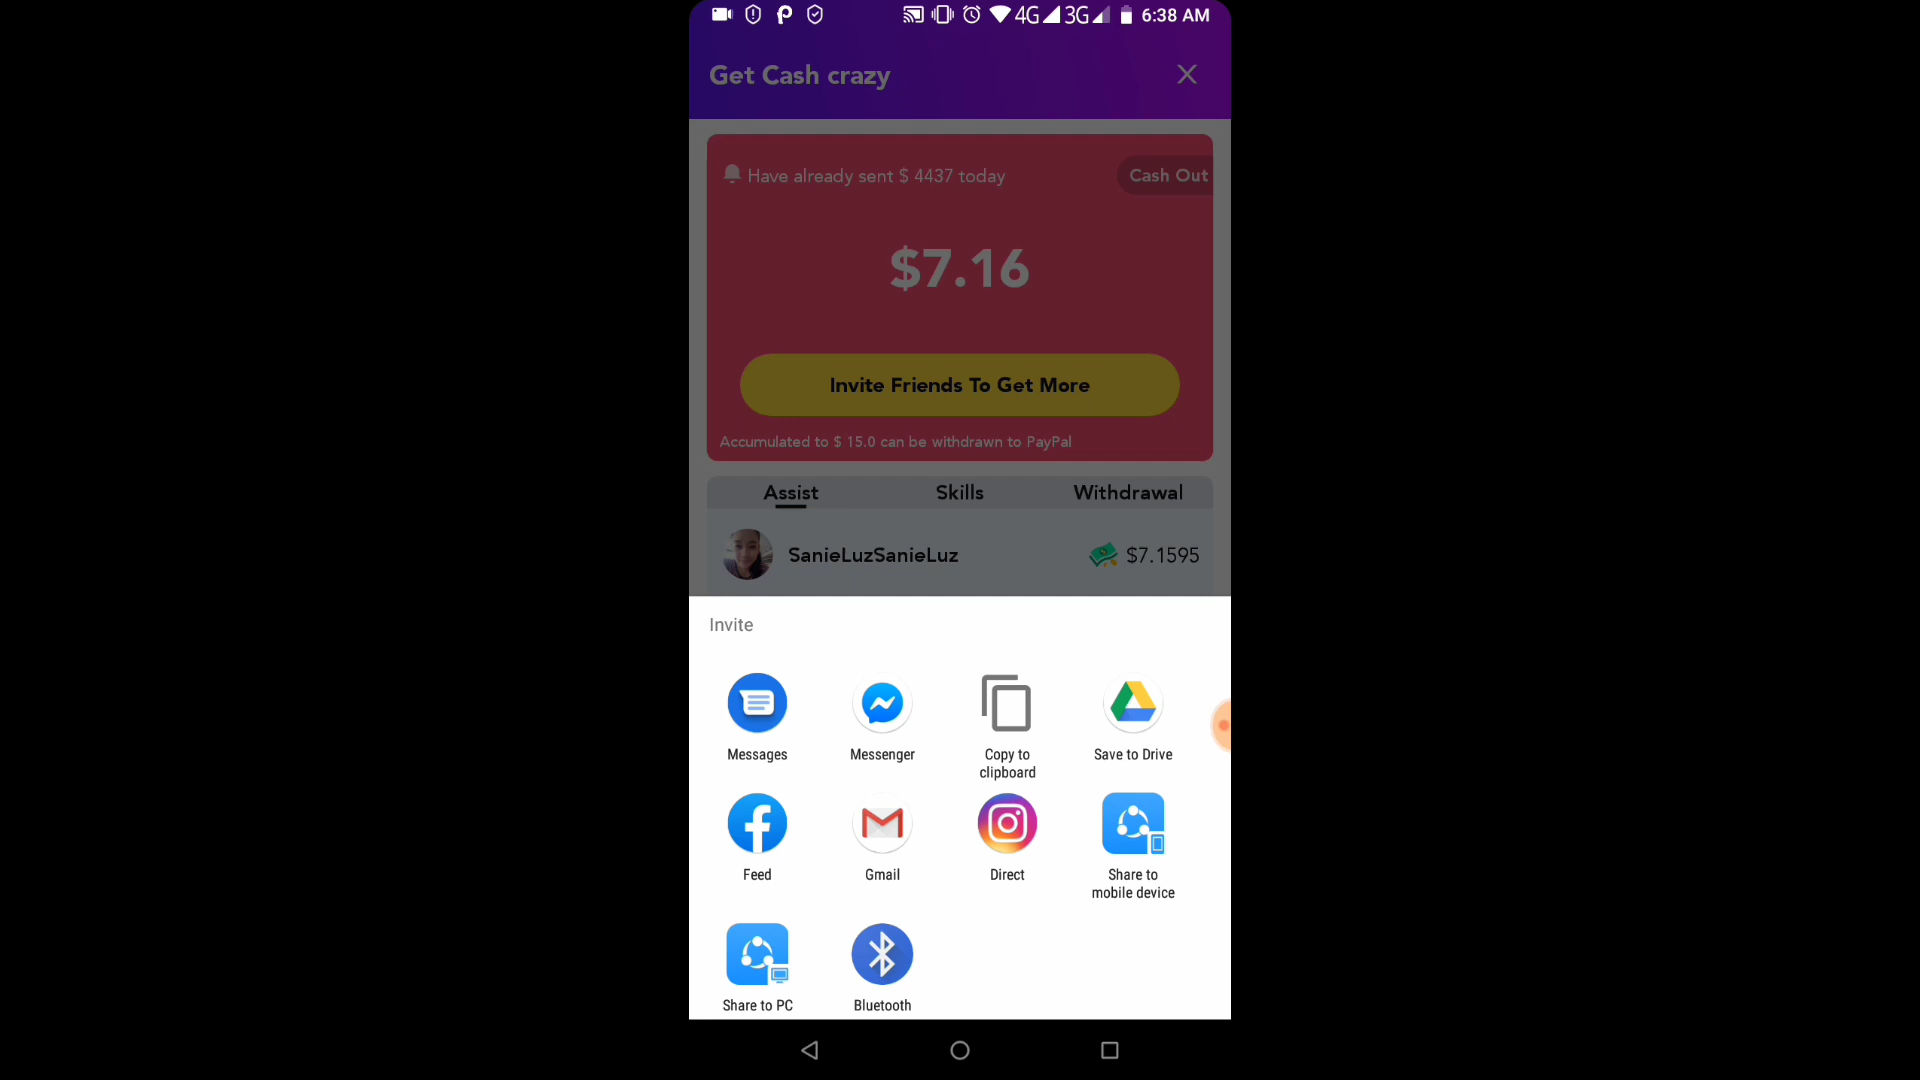 4G 3G 6:38 AM
Get Cash crazy
Have already sent $ 4437 today
Cash Out
$7.16
Invite Friends To Get More
Accumulated to $ 15.0 can be withdrawn to PayPal
Assist Skills Withdrawal
SanieLuzSanieLuz $7.1595
Invite
Messages
Messenger
Copy to
clipboard
Save to Drive
Feed
Gmail
Direct
Share to
mobile device
Share to PC
Bluetooth